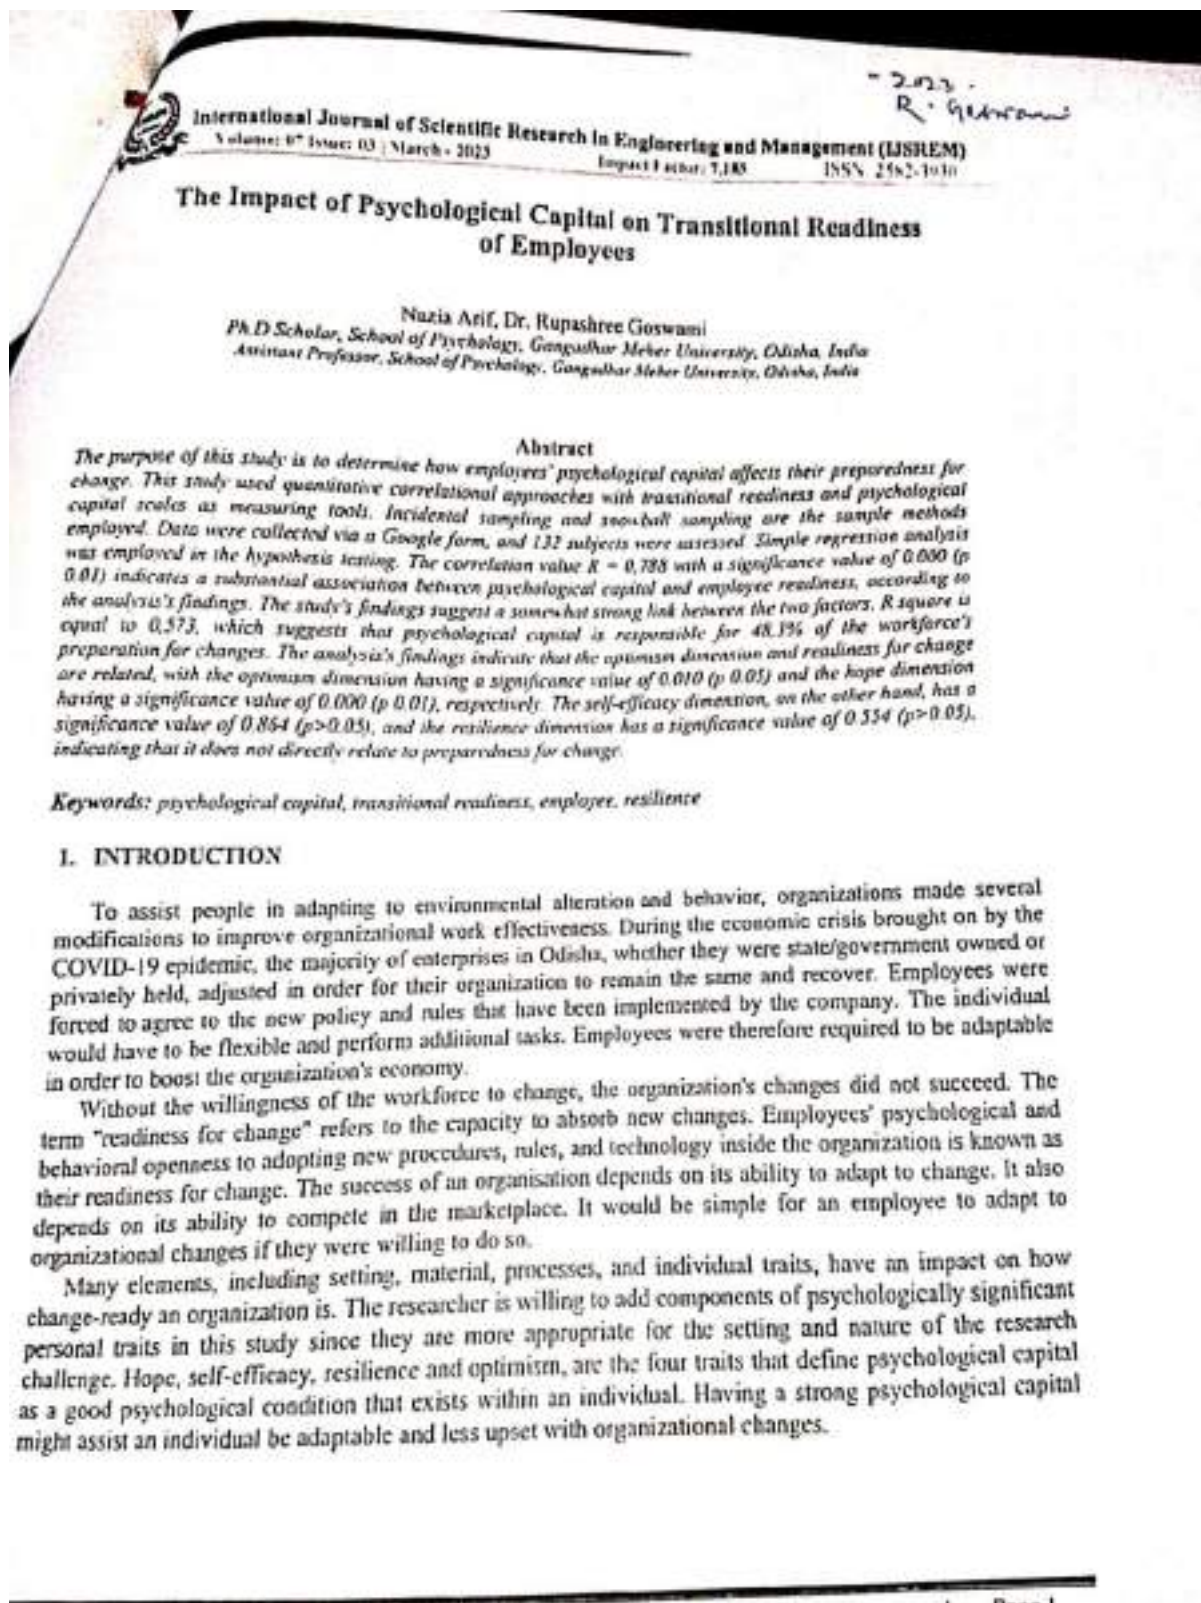 - 2023 -
R. Goswami
International Journal of Scientific Research in Engineering and Management (IJSREM)
Volume: 07 Issue: 03 | March - 2023 Impact Factor: 7.185 ISSN: 2582-3930
The Impact of Psychological Capital on Transitional Readiness
of Employees
Nazia Arif, Dr. Rupashree Goswami
Ph.D Scholar, School of Psychology, Gangadhar Meher University, Odisha, India
Assistant Professor, School of Psychology, Gangadhar Meher University, Odisha, India
Abstract
The purpose of this study is to determine how employees' psychological capital affects their preparedness for
change. This study used quantitative correlational approaches with transitional readiness and psychological
capital scales as measuring tools. Incidental sampling and snowball sampling are the sample methods
employed. Data were collected via a Google form, and 132 subjects were assessed. Simple regression analysis
was employed in the hypothesis testing. The correlation value R = 0,788 with a significance value of 0.000 (p
0.01) indicates a substantial association between psychological capital and employee readiness, according to
the analysis's findings. The study's findings suggest a somewhat strong link between the two factors. R square is
equal to 0,573, which suggests that psychological capital is responsible for 48.3% of the workforce's
preparation for changes. The analysis's findings indicate that the optimism dimension and readiness for change
are related, with the optimism dimension having a significance value of 0.010 (p 0.05) and the hope dimension
having a significance value of 0.000 (p 0.01), respectively. The self-efficacy dimension, on the other hand, has a
significance value of 0.864 (p>0.05), and the resilience dimension has a significance value of 0.554 (p>0.05),
indicating that it does not directly relate to preparedness for change.
Keywords: psychological capital, transitional readiness, employee, resilience
1. INTRODUCTION
To assist people in adapting to environmental alteration and behavior, organizations made several
modifications to improve organizational work effectiveness. During the economic crisis brought on by the
COVID-19 epidemic, the majority of enterprises in Odisha, whether they were state/government owned or
privately held, adjusted in order for their organization to remain the same and recover. Employees were
forced to agree to the new policy and rules that have been implemented by the company. The individual
would have to be flexible and perform additional tasks. Employees were therefore required to be adaptable
in order to boost the organization's economy.
Without the willingness of the workforce to change, the organization's changes did not succeed. The
term "readiness for change" refers to the capacity to absorb new changes. Employees' psychological and
behavioral openness to adopting new procedures, rules, and technology inside the organization is known as
their readiness for change. The success of an organisation depends on its ability to adapt to change. It also
depends on its ability to compete in the marketplace. It would be simple for an employee to adapt to
organizational changes if they were willing to do so.
Many elements, including setting, material, processes, and individual traits, have an impact on how
change-ready an organization is. The researcher is willing to add components of psychologically significant
personal traits in this study since they are more appropriate for the setting and nature of the research
challenge. Hope, self-efficacy, resilience and optimism, are the four traits that define psychological capital
as a good psychological condition that exists within an individual. Having a strong psychological capital
might assist an individual be adaptable and less upset with organizational changes.
Page 1